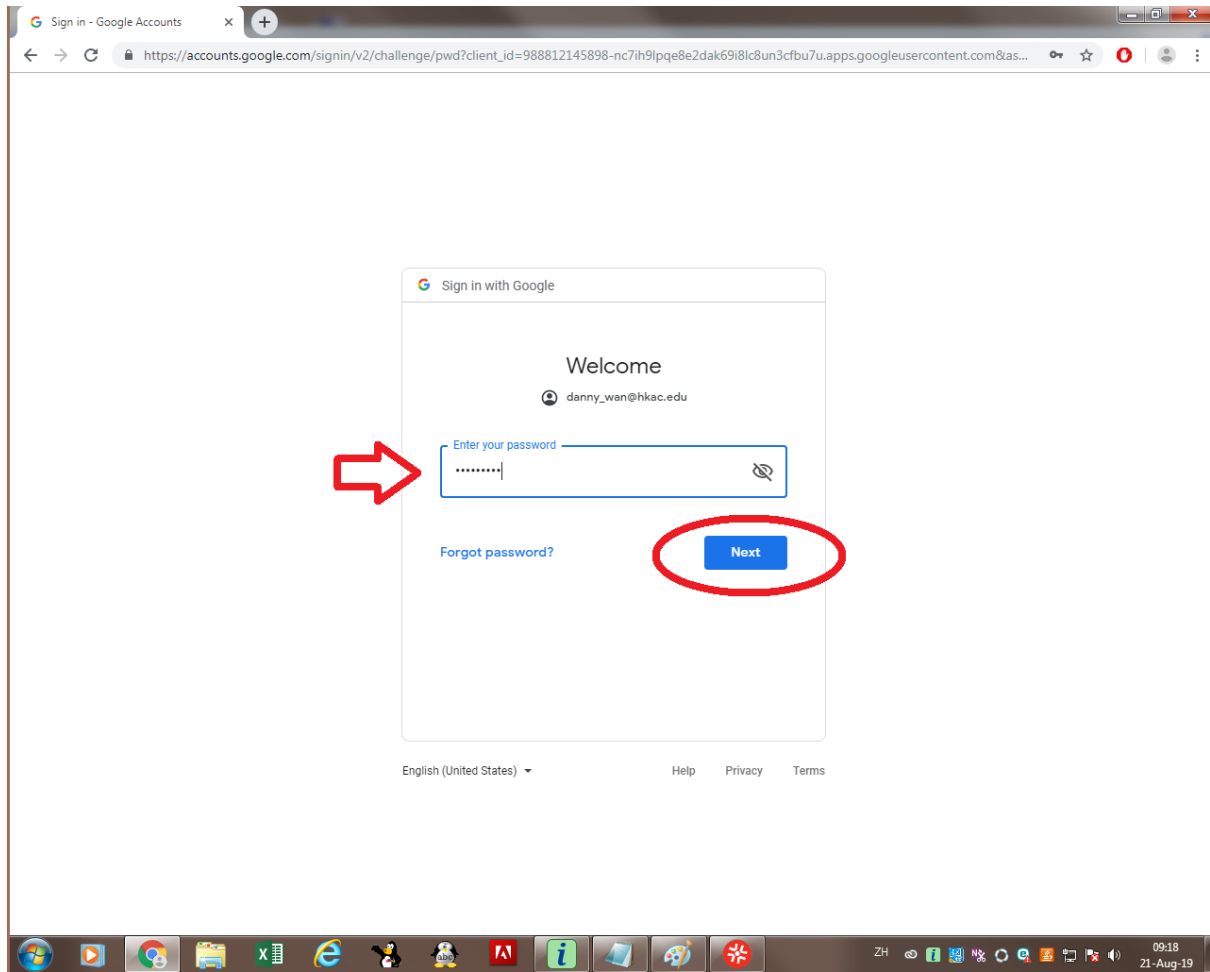 Sign in - Google Accounts
https://accounts.google.com/signin/v2/challenge/pwd?client_id=988812145898-nc7ih9lpqe8e2dak69i8lc8un3cfbu7u.apps.googleusercontent.com&as...
Sign in with Google
Welcome
danny_wan@hkac.edu
Enter your password
•••••••••
Forgot password?
Next
English (United States)
Help Privacy Terms
abc
ZH
09:18
21-Aug-19